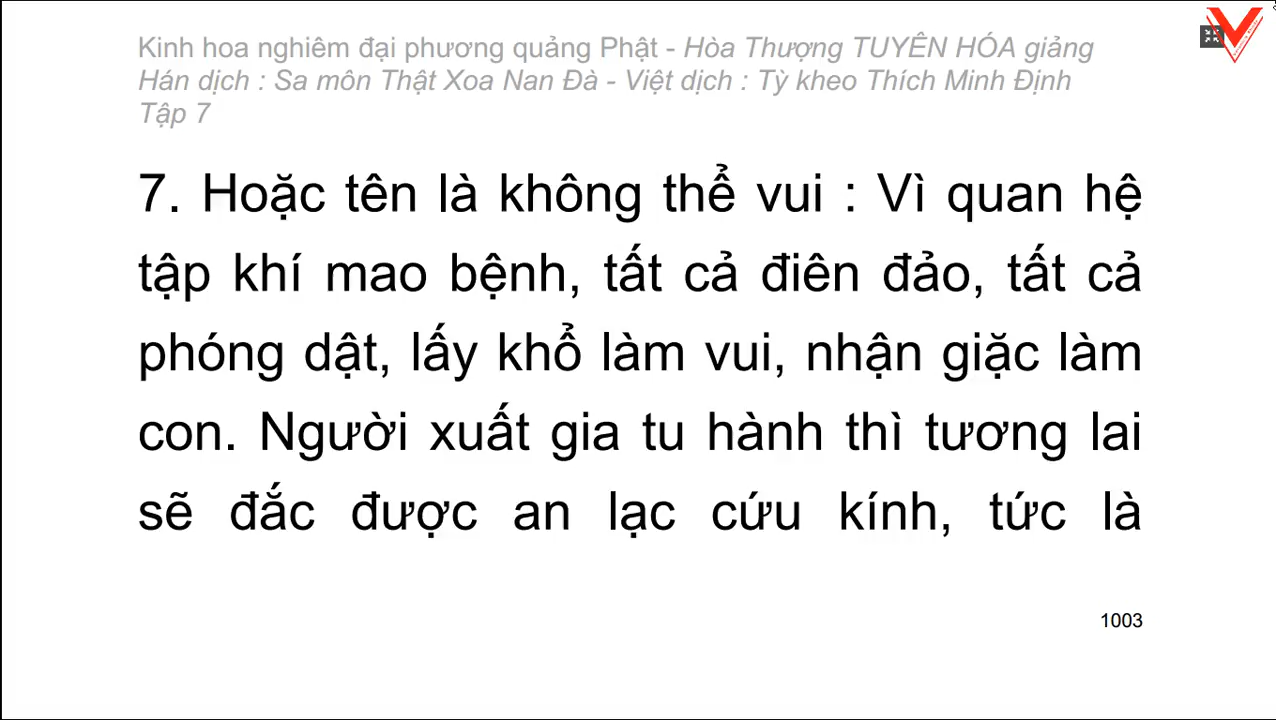 Kinh hoa nghiêm đại phương quảng Phật - Hòa Thượng TUYÊN HÓA giảng
Hán dịch : Sa môn Thật Xoa Nan Đà - Việt dịch : Tỳ kheo Thích Minh Định
Tập 7
7. Hoặc tên là không thể vui : Vì quan hệ
tập khí mao bệnh, tất cả điên đảo, tất cả
phóng dật, lấy khổ làm vui, nhận giặc làm
con. Người xuất gia tu hành thì tương lai
sẽ đắc được an lạc cứu kính, tức là
1003